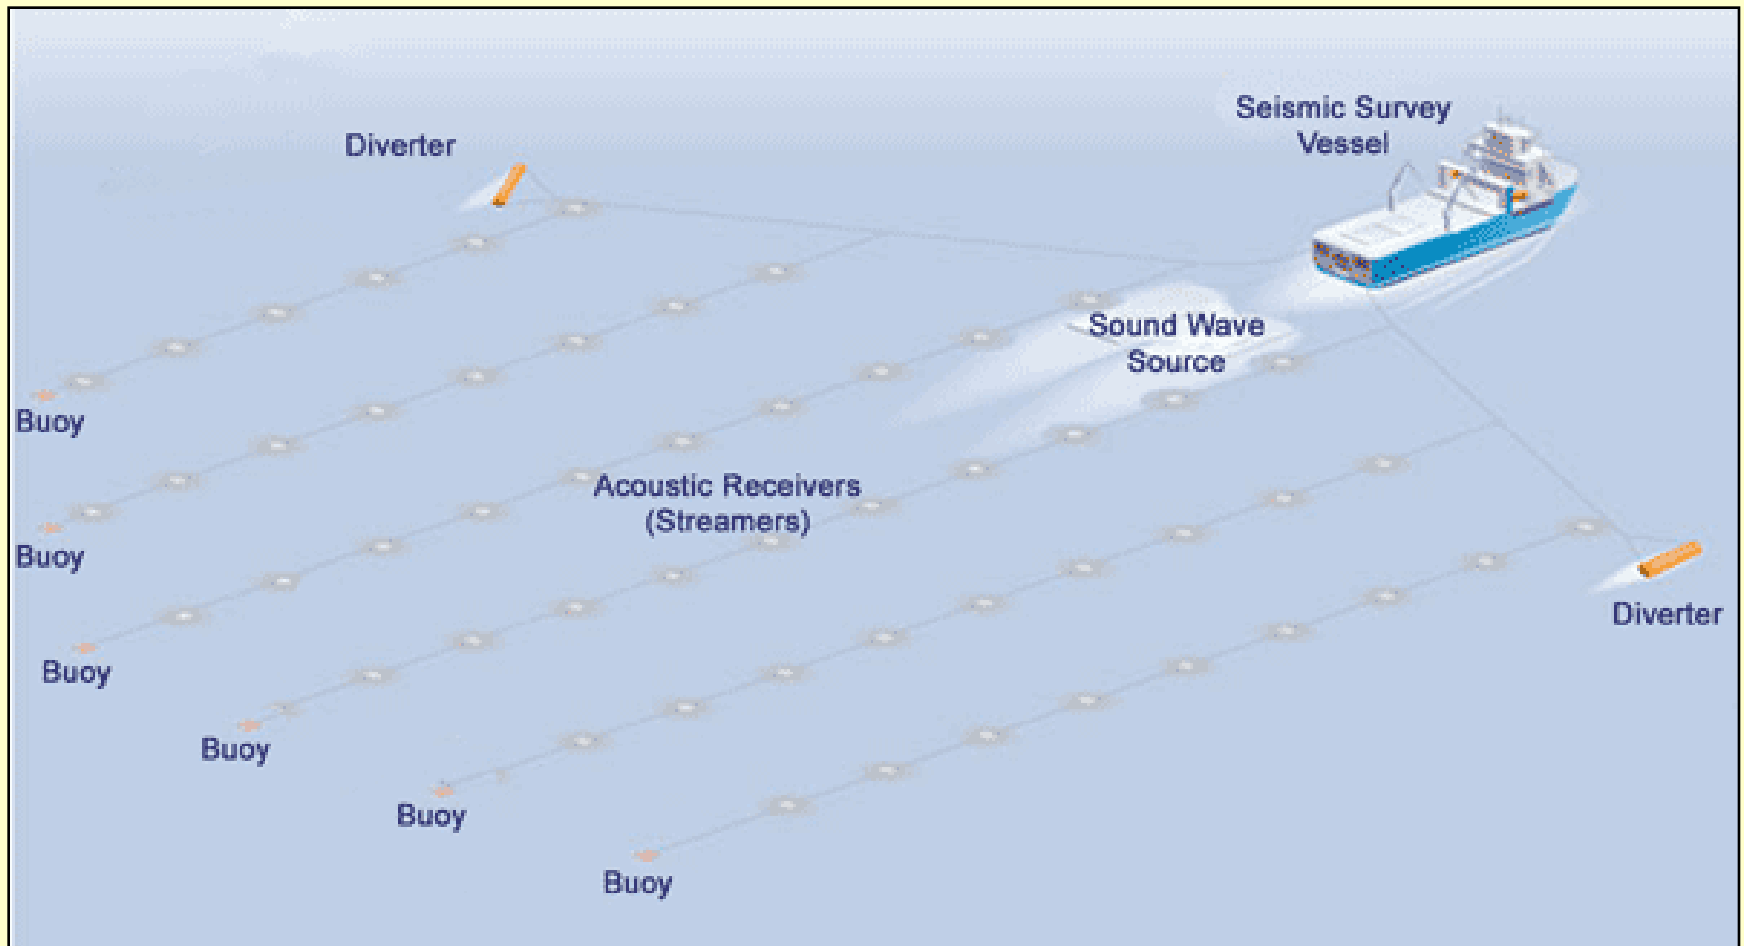 Seismic Survey
Vessel
Diverter
Sound Wave
Source
Buoy
Acoustic Receivers
(Streamers)
Buoy
Diverter
Buoy
Buoy
Buoy
Buoy